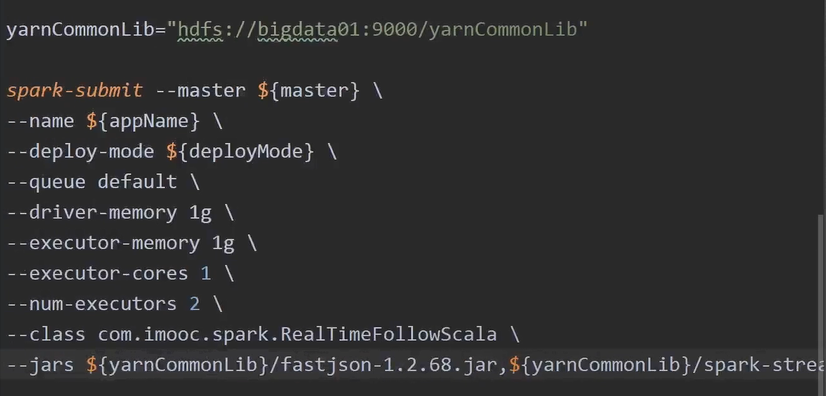 yarnCommonLib="hdfs://bigdata01:9000/yarnCommonLib"
spark-submit --master ${master} \
--name ${appName} \
--deploy-mode ${deployMode} \
--queue default \
--driver-memory 1g \
--executor-memory 1g \
--executor-cores 1 \
--num-executors 2 \
--class com.imooc.spark.RealTimeFollowScala \
--jars ${yarnCommonLib}/fastjson-1.2.68.jar,${yarnCommonLib}/spark-strea